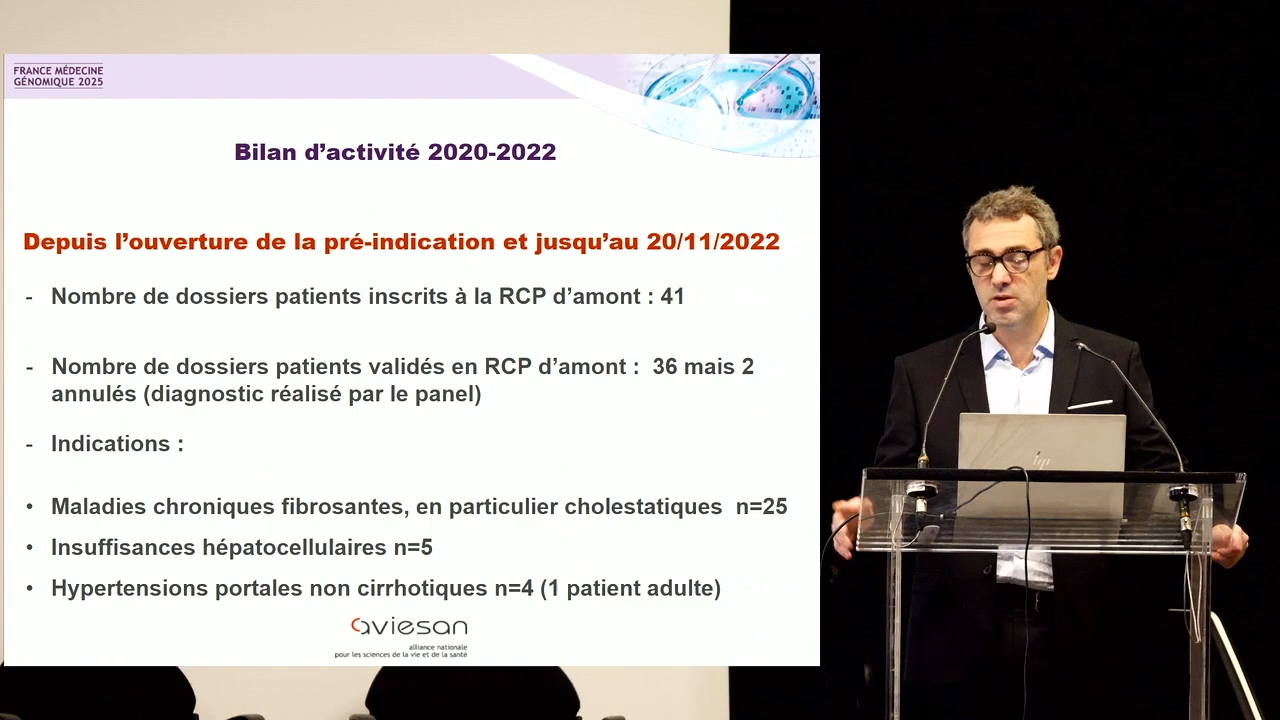 FRANCE MÉDECINE
GÉNOMIQUE 2025
Bilan d’activité 2020-2022
Depuis l’ouverture de la pré-indication et jusqu’au 20/11/2022
- Nombre de dossiers patients inscrits à la RCP d’amont : 41
- Nombre de dossiers patients validés en RCP d’amont :  36 mais 2
annulés (diagnostic réalisé par le panel)
- Indications :
• Maladies chroniques fibrosantes, en particulier cholestatiques  n=25
• Insuffisances hépatocellulaires n=5
• Hypertensions portales non cirrhotiques n=4 (1 patient adulte)
aviesan
alliance nationale
pour les sciences de la vie et de la santé
hp